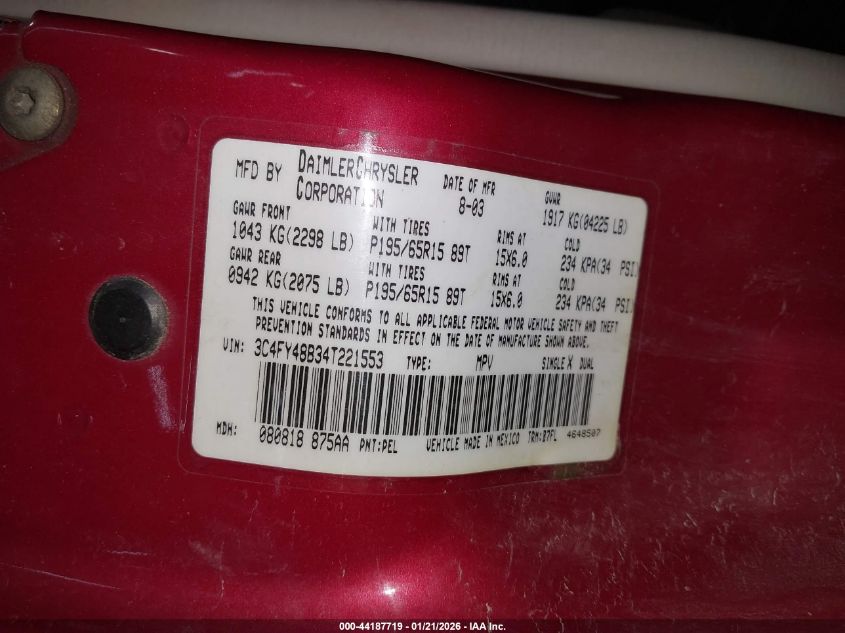 MFD BY DAIMLERCHRYSLER CORPORATION DATE OF MFR 8-03 GVWR 1917 KG(04225 LB)
GAWR FRONT WITH TIRES RIMS AT COLD
1043 KG(2298 LB) P195/65R15 89T 15X6.0 234 KPA(34 PSI)
GAWR REAR WITH TIRES RIMS AT COLD
0942 KG(2075 LB) P195/65R15 89T 15X6.0 234 KPA(34 PSI)
THIS VEHICLE CONFORMS TO ALL APPLICABLE FEDERAL MOTOR VEHICLE SAFETY AND THEFT
PREVENTION STANDARDS IN EFFECT ON THE DATE OF MANUFACTURE SHOWN ABOVE.
VIN: 3C4FY48B34T221553 TYPE: MPV SINGLE X DUAL
MDH: 080818 875AA PNT:PEL VEHICLE MADE IN MEXICO TRM:B7FL 4648507
000-44187719 - 01/21/2026 - IAA Inc.